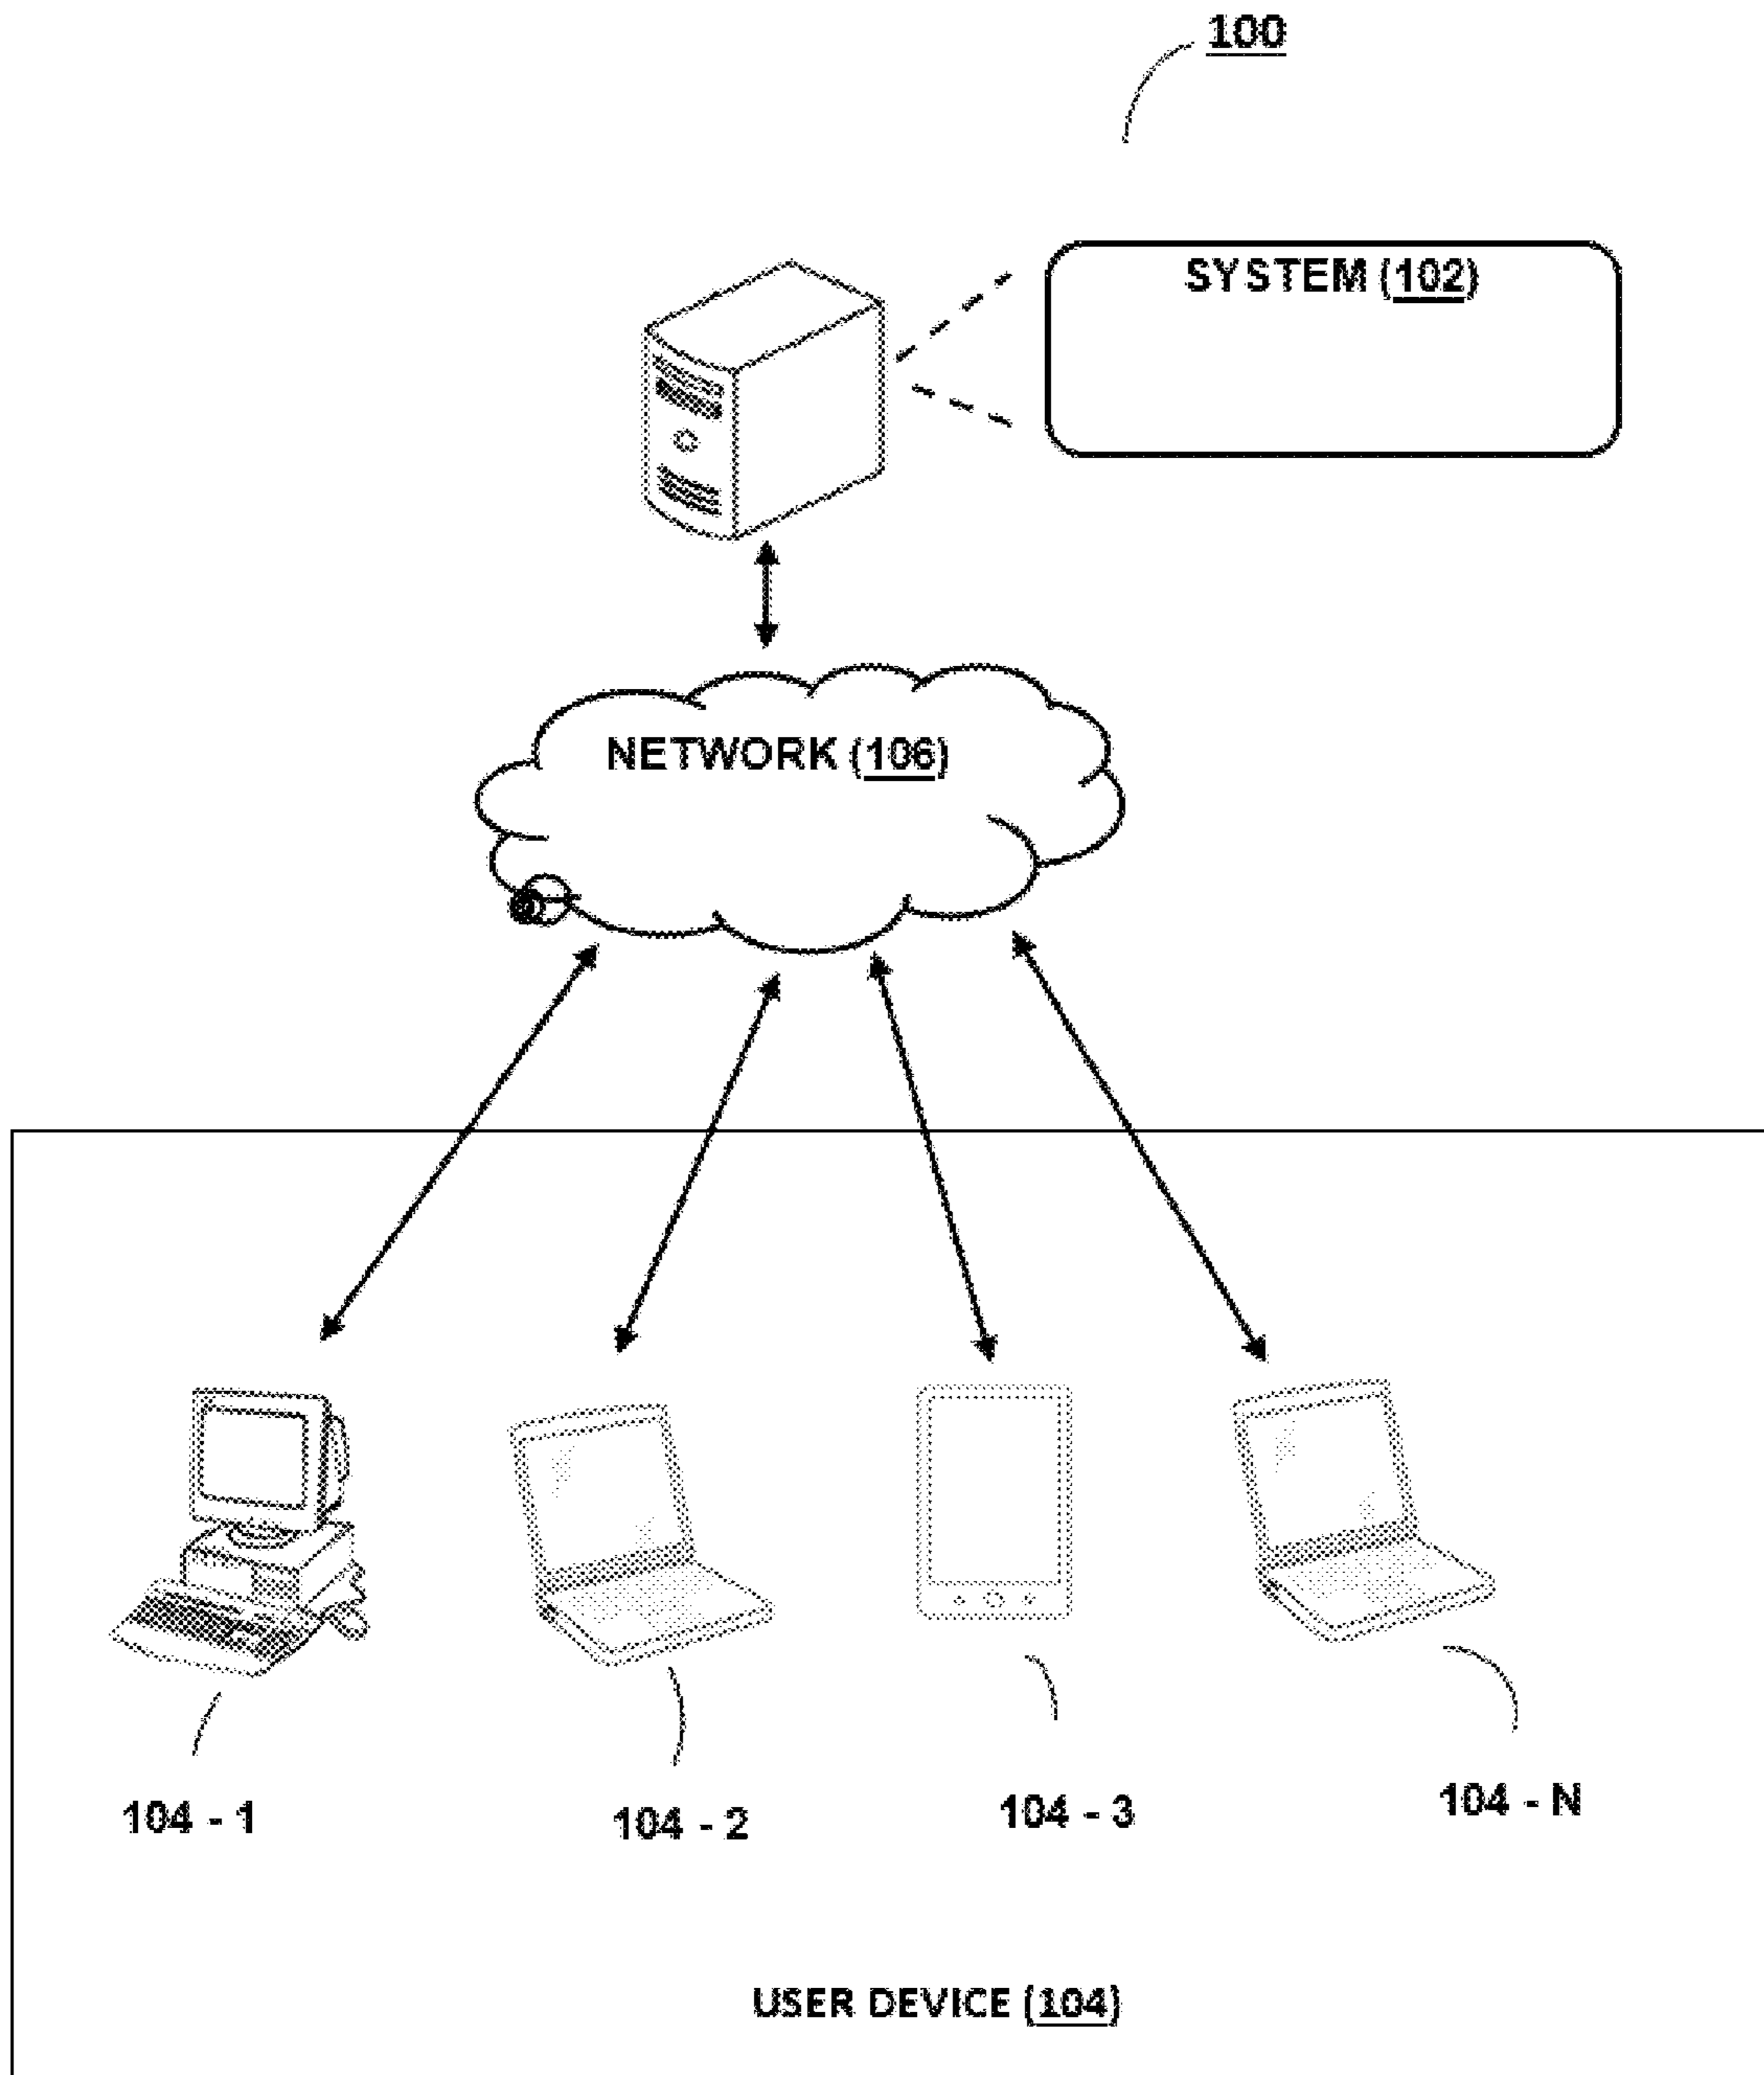 100
SYSTEM (102)
NETWORK (106)
104 - 1
104 - 2
104 - 3
104 - N
USER DEVICE (104)